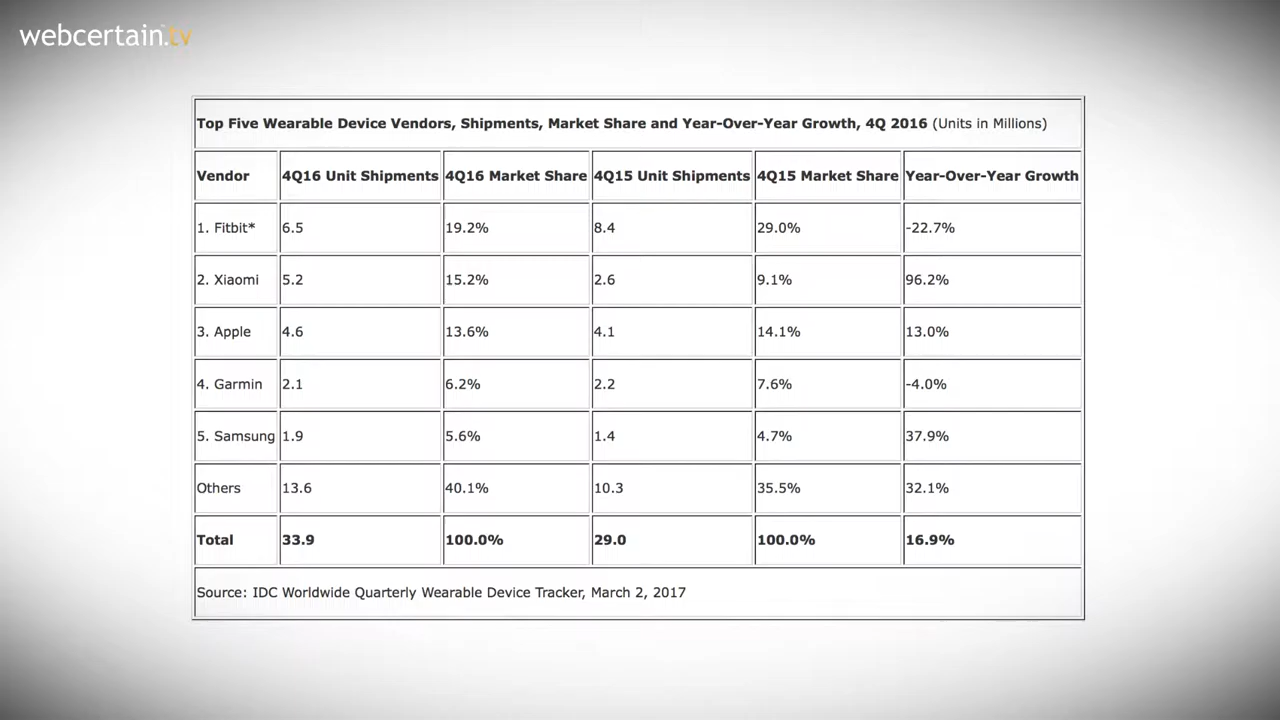 webcertain.tv
Top Five Wearable Device Vendors, Shipments, Market Share and Year-Over-Year Growth, 4Q 2016 (Units in Millions)
Vendor 4Q16 Unit Shipments 4Q16 Market Share 4Q15 Unit Shipments 4Q15 Market Share Year-Over-Year Growth
1. Fitbit* 6.5 19.2% 8.4 29.0% -22.7%
2. Xiaomi 5.2 15.2% 2.6 9.1% 96.2%
3. Apple 4.6 13.6% 4.1 14.1% 13.0%
4. Garmin 2.1 6.2% 2.2 7.6% -4.0%
5. Samsung 1.9 5.6% 1.4 4.7% 37.9%
Others 13.6 40.1% 10.3 35.5% 32.1%
Total 33.9 100.0% 29.0 100.0% 16.9%
Source: IDC Worldwide Quarterly Wearable Device Tracker, March 2, 2017